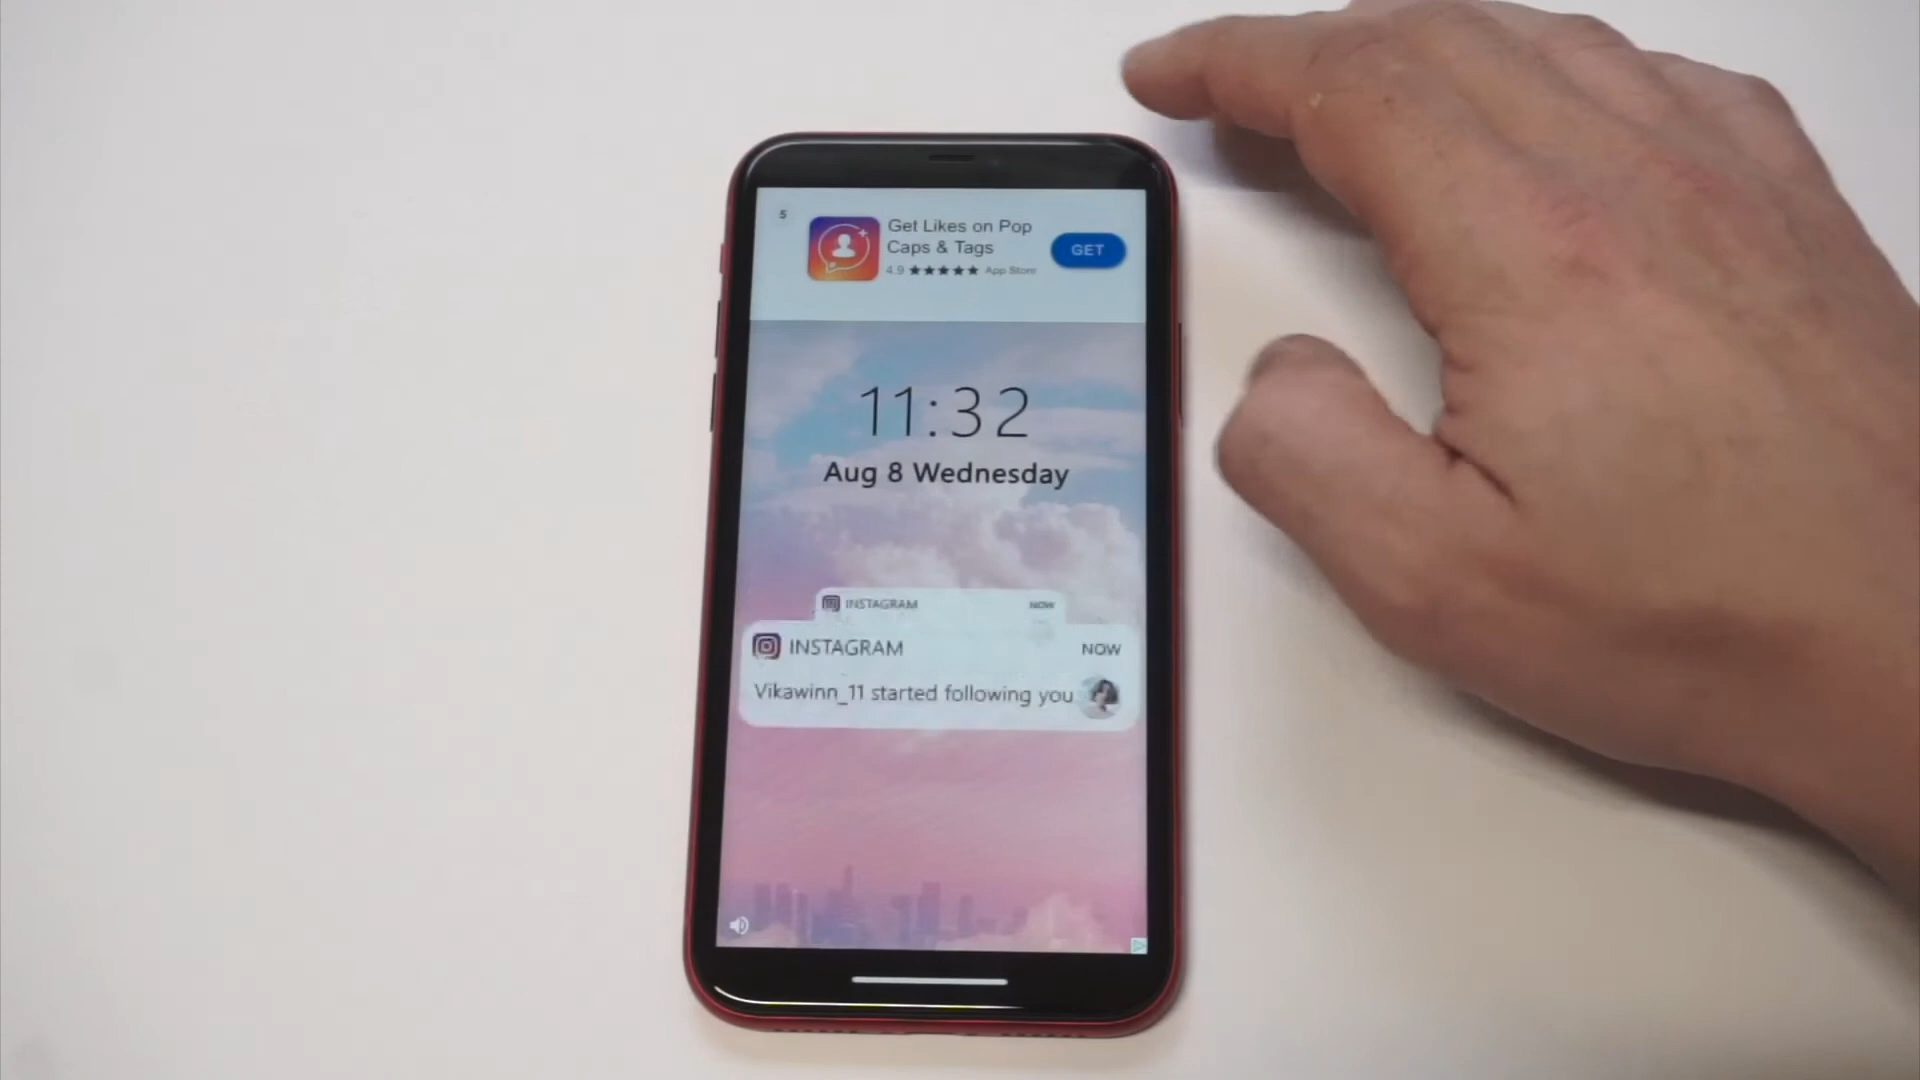 5
Get Likes on Pop
Caps & Tags
4.9 ★★★★★ App Store
GET
11:32
Aug 8 Wednesday
INSTAGRAM NOW
INSTAGRAM NOW
Vikawinn_11 started following you